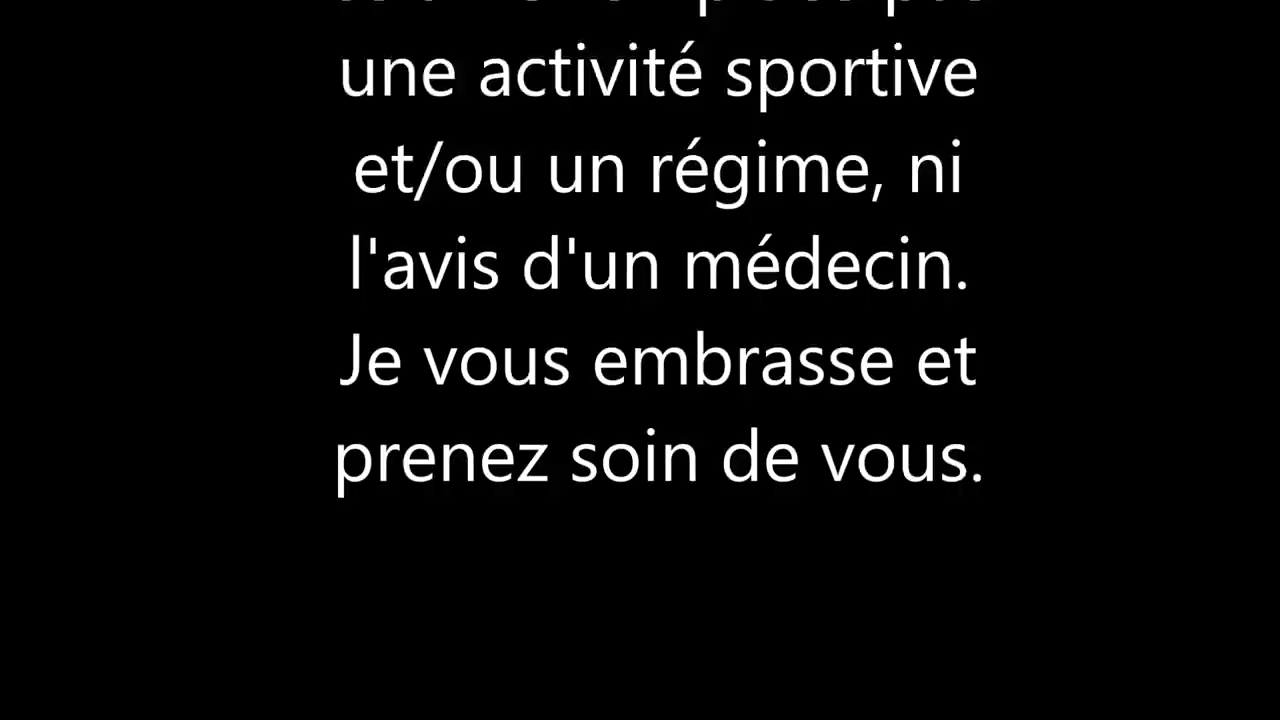 une activité sportive
et/ou un régime, ni
l'avis d'un médecin.
Je vous embrasse et
prenez soin de vous.